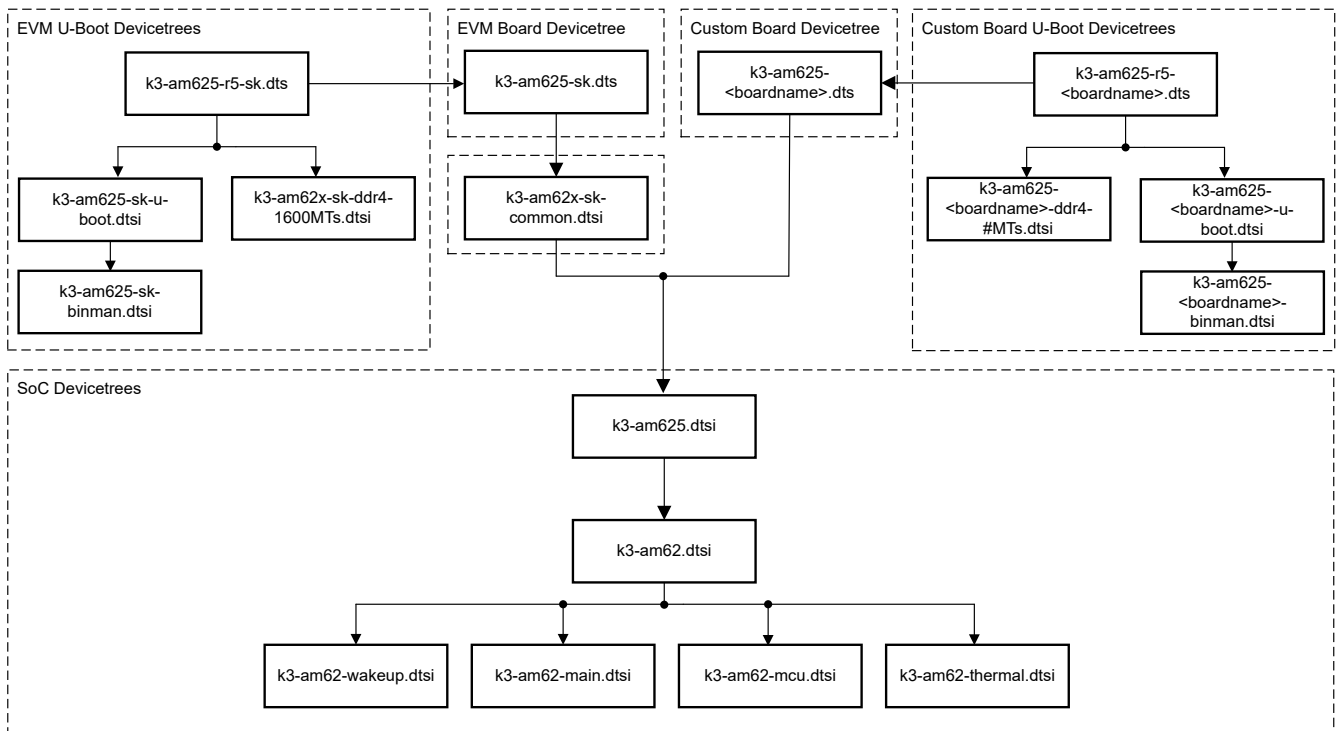 EVM U-Boot Devicetrees
k3-am625-r5-sk.dts
k3-am625-sk-u-
boot.dtsi
k3-am62x-sk-ddr4-
1600MTs.dtsi
k3-am625-sk-
binman.dtsi
EVM Board Devicetree
k3-am625-sk.dts
k3-am62x-sk-
common.dtsi
Custom Board Devicetree
k3-am625-
<boardname>.dts
Custom Board U-Boot Devicetrees
k3-am625-r5-
<boardname>.dts
k3-am625-
<boardname>-ddr4-
#MTs.dtsi
k3-am625-
<boardname>-u-
boot.dtsi
k3-am625-
<boardname>-
binman.dtsi
SoC Devicetrees
k3-am625.dtsi
k3-am62.dtsi
k3-am62-wakeup.dtsi
k3-am62-main.dtsi
k3-am62-mcu.dtsi
k3-am62-thermal.dtsi